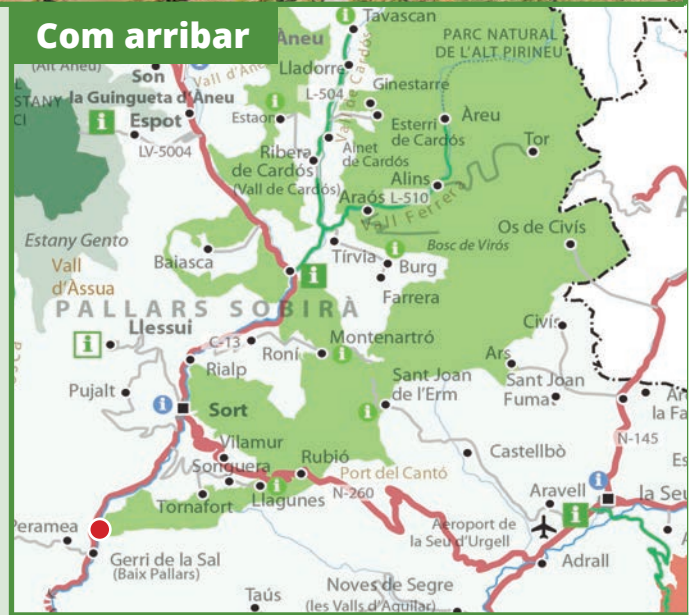 Com arribar
Tavascan
Àneu
PARC NATURAL
DE L'ALT PIRINEU
(Alt Àneu)
Son
Vall d'Àneu
Lladorre
Ginestarre
L-504
Vall de Cardós
la Guingueta d'Àneu
Espot
Estaon
Esterri
de Cardós
Àreu
Tor
LV-5004
Ainet
de Cardós
Ribera
de Cardós
(Vall de Cardós)
Alins
Araós
L-510
Vall Ferrera
Os de Civís
Estany Gento
Tírvia
Bosc de Virós
Vall
d'Àssua
Baiasca
Burg
Farrera
PALLARS SOBIRÀ
Llessui
Civís
C-13
Roní
Montenartró
Rialp
Ars
Sant Joan
de l'Erm
Sant Joan
Fumat
Pujalt
Sort
N-145
Vilamur
Castellbò
Soriguera
Rubió
Port del Cantó
Tornafort
Llagunes
N-260
Aravell
la Seu
Peramea
Aeroport de
la Seu d'Urgell
Gerri de la Sal
(Baix Pallars)
Adrall
Taús
Noves de Segre
(les Valls d'Aguilar)